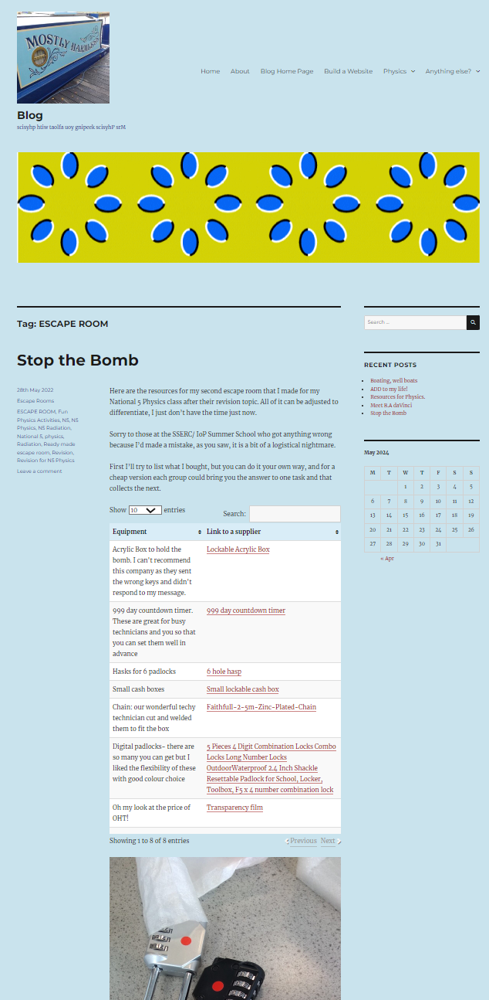 MOSTLY HARMLESS
Home
About
Blog Home Page
Build a Website
Physics
Anything else?
Blog
scisyhp htiw taolfa uoy gnipeek scisyhP srM
Tag: ESCAPE ROOM
Stop the Bomb
28th May 2022
Escape Rooms
ESCAPE ROOM, Fun
Physics Activities, N5, N5
Physics, N5 Radiation,
National 5, physics,
Radiation, Ready made
escape room, Revision,
Revision for N5 Physics
Leave a comment
Here are the resources for my second escape room that I made for my
National 5 Physics class after their revision topic. All of it can be adjusted to
differentiate, I just don't have the time just now.
Sorry to those at the SSERC/ IoP Summer School who got anything wrong
because I'd made a mistake, as you saw, it is a bit of a logistical nightmare.
First I'll try to list what I bought, but you can do it your own way, and for a
cheap version each group could bring you the answer to one task and that
collects the next.
Show 10 entries
Search:
Equipment
Link to a supplier
Acrylic Box to hold the
bomb. I can't recommend
this company as they sent
the wrong keys and didn't
respond to my message.
Lockable Acrylic Box
999 day countdown timer.
These are great for busy
technicians and you so that
you can set them well in
advance
999 day countdown timer
Hasks for 6 padlocks
6 hole hasp
Small cash boxes
Small lockable cash box
Chain: our wonderful techy
technician cut and welded
them to fit the box
Faithfull-2-5m-Zinc-Plated-Chain
Digital padlocks- there are
so many you can get but I
liked the flexibility of these
with good colour choice
5 Pieces 4 Digit Combination Locks Combo
Locks Long Number Locks
OutdoorWaterproof 2.4 Inch Shackle
Resettable Padlock for School, Locker,
Toolbox, F5 x 4 number combination lock
Oh my look at the price of
OHT!
Transparency film
Showing 1 to 8 of 8 entries
Previous
Next
Search …
RECENT POSTS
Boating, well boats
ADD to my life!
Resources for Physics.
Meet B.A daVinci
Stop the Bomb
May 2024
M T W T F S S
1 2 3 4 5
6 7 8 9 10 11 12
13 14 15 16 17 18 19
20 21 22 23 24 25 26
27 28 29 30 31
« Apr